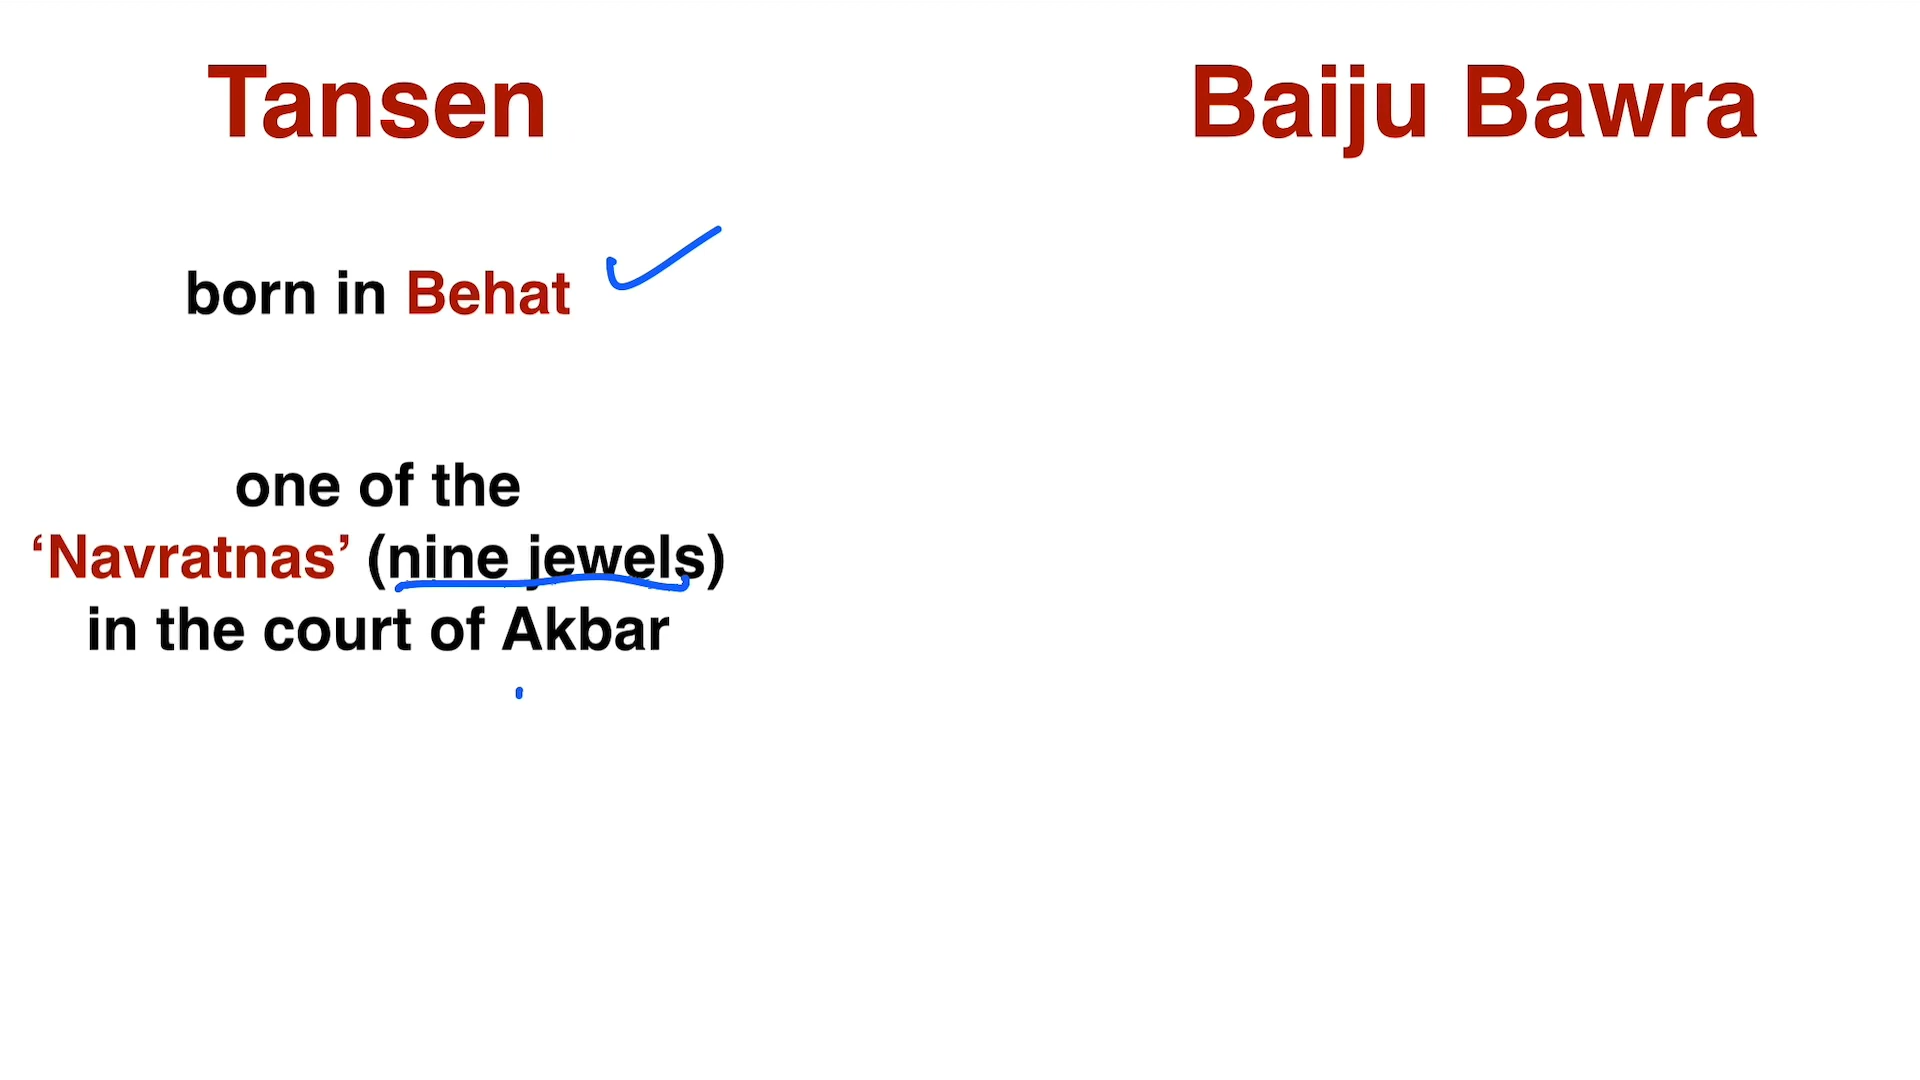 Tansen
Baiju Bawra
born in Behat
one of the
‘Navratnas’ (nine jewels)
in the court of Akbar